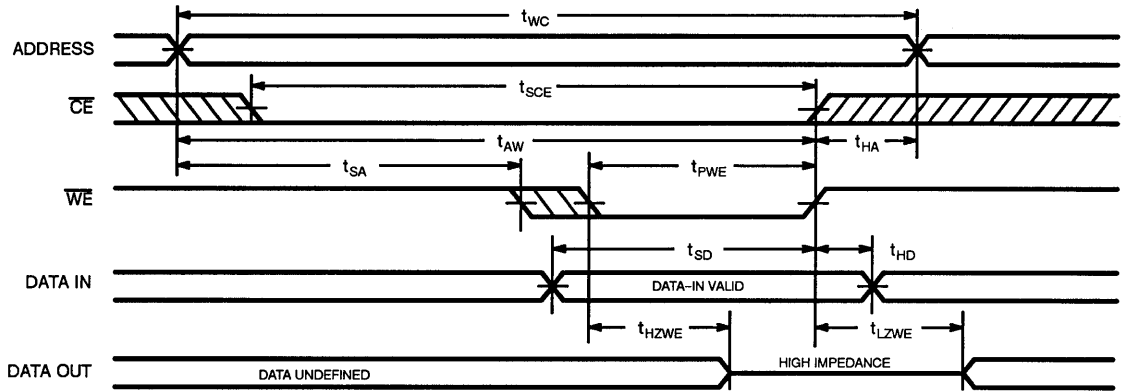 tWC
ADDRESS
tSCE
CE
tAW
tHA
tSA
tPWE
WE
tSD
tHD
DATA IN
DATA-IN VALID
tHZWE
tLZWE
DATA OUT
DATA UNDEFINED
HIGH IMPEDANCE